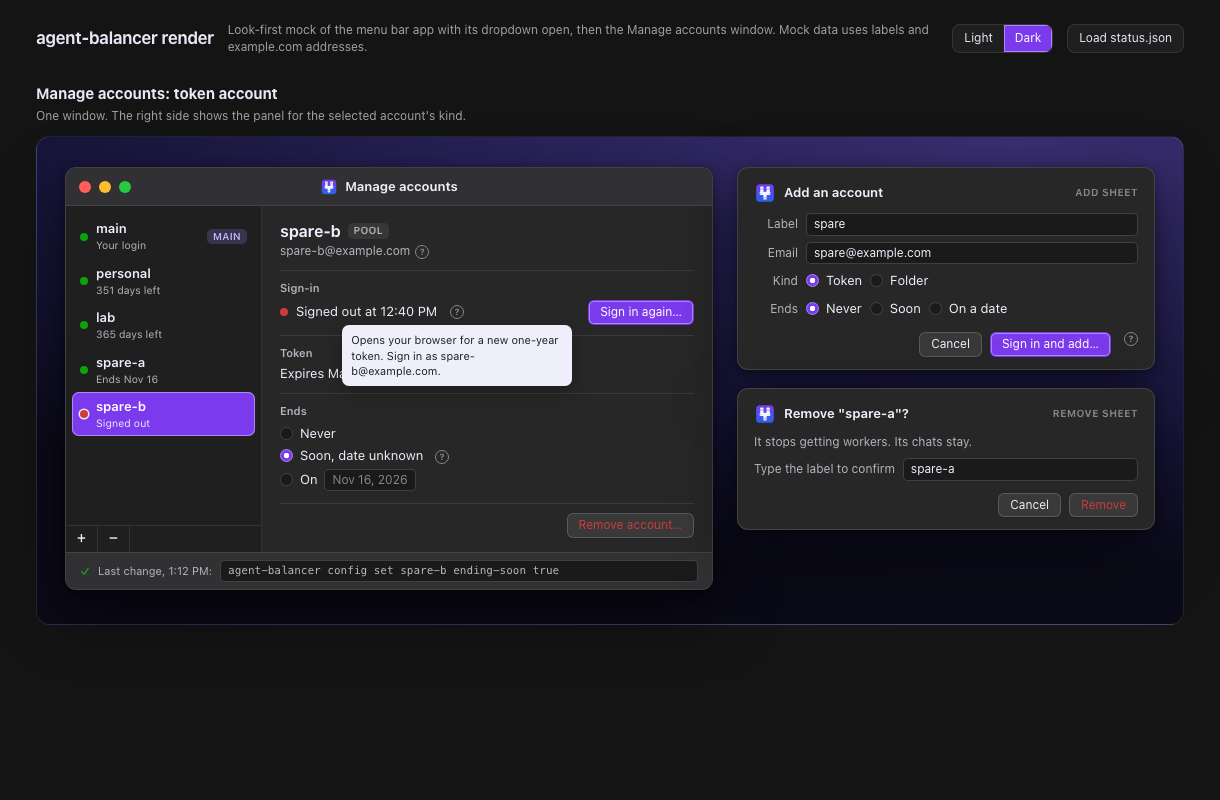 agent-balancer render
Look-first mock of the menu bar app with its dropdown open, then the Manage accounts window. Mock data uses labels and
example.com addresses.
Light
Dark
Load status.json
Manage accounts: token account
One window. The right side shows the panel for the selected account's kind.
Manage accounts
main
Your login
MAIN
personal
351 days left
lab
365 days left
spare-a
Ends Nov 16
spare-b
Signed out
+
−
spare-b POOL
spare-b@example.com ?
Sign-in
Signed out at 12:40 PM ?
Sign in again…
Opens your browser for a new one-year
token. Sign in as spare-
b@example.com.
Token
Expires
Ends
Never
Soon, date unknown ?
On Nov 16, 2026
Remove account…
✓ Last change, 1:12 PM: agent-balancer config set spare-b ending-soon true
Add an account
ADD SHEET
Label spare
Email spare@example.com
Kind Token Folder
Ends Never Soon On a date
Cancel
Sign in and add…
?
Remove "spare-a"?
REMOVE SHEET
It stops getting workers. Its chats stay.
Type the label to confirm spare-a
Cancel
Remove